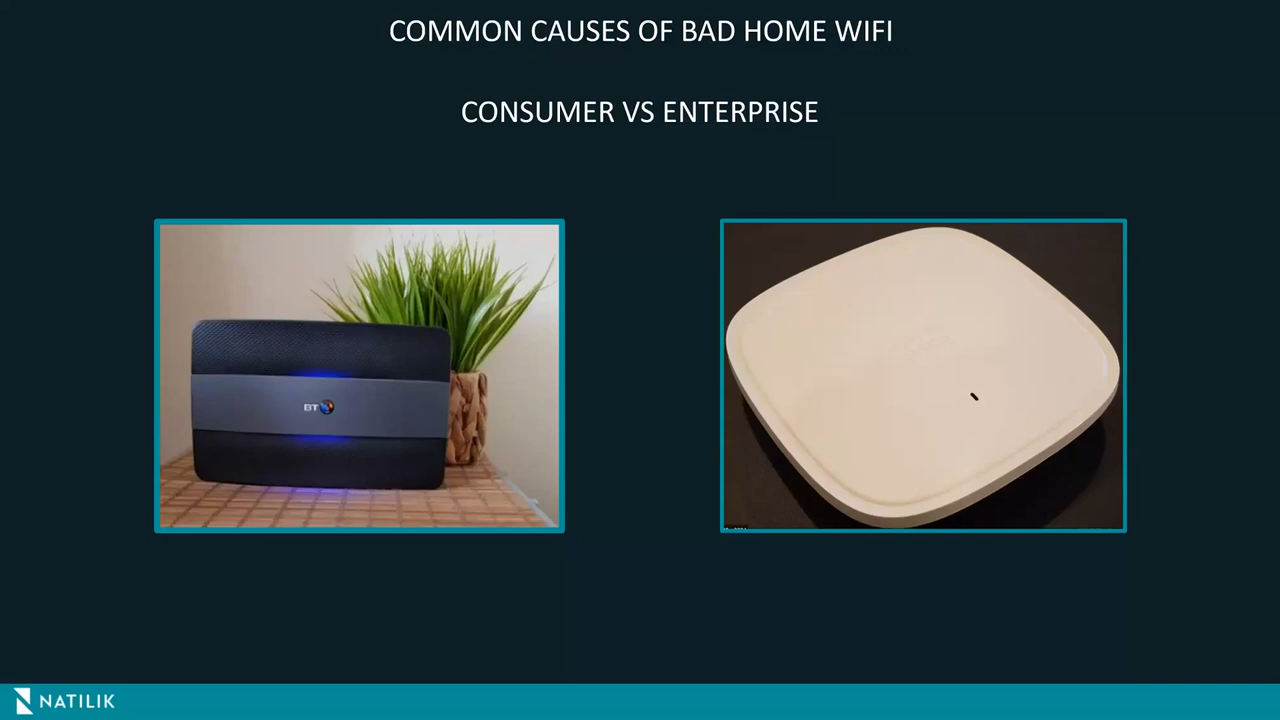 COMMON CAUSES OF BAD HOME WIFI
CONSUMER VS ENTERPRISE
BT
NATILIK